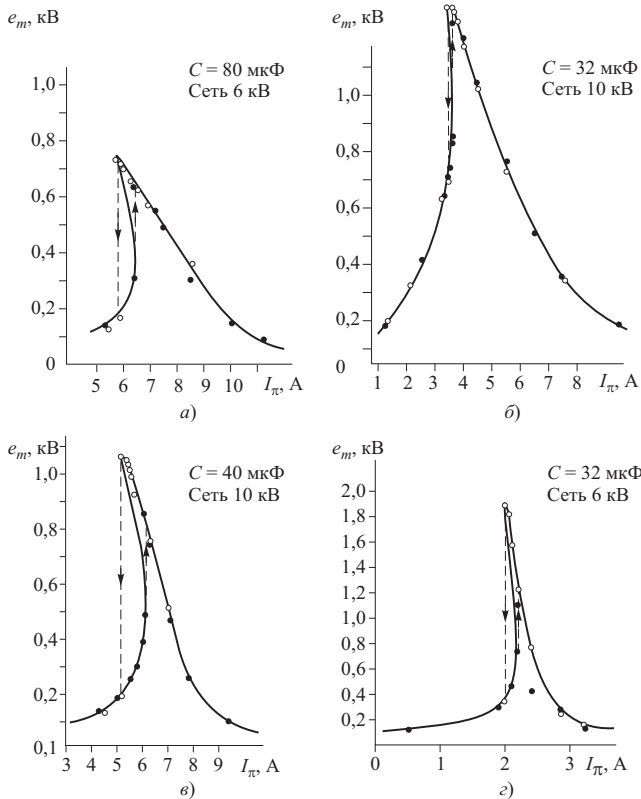 e_m, кВ
C = 80 мкФ
Сеть 6 кВ
1,0
0,8
0,6
0,4
0,2
0
5 6 7 8 9 10 I_π, А
а)
e_m, кВ
C = 32 мкФ
Сеть 10 кВ
1,0
0,8
0,6
0,4
0,2
0
1 2 3 4 5 6 7 8 I_π, А
б)
e_m, кВ
C = 40 мкФ
Сеть 10 кВ
1,0
0,8
0,6
0,4
0,2
0,1
3 4 5 6 7 8 9 I_π, А
в)
e_m, кВ
C = 32 мкФ
Сеть 6 кВ
2,0
1,8
1,6
1,4
1,2
1,0
0,8
0,6
0,4
0,2
0 2 3 I_π, А
г)